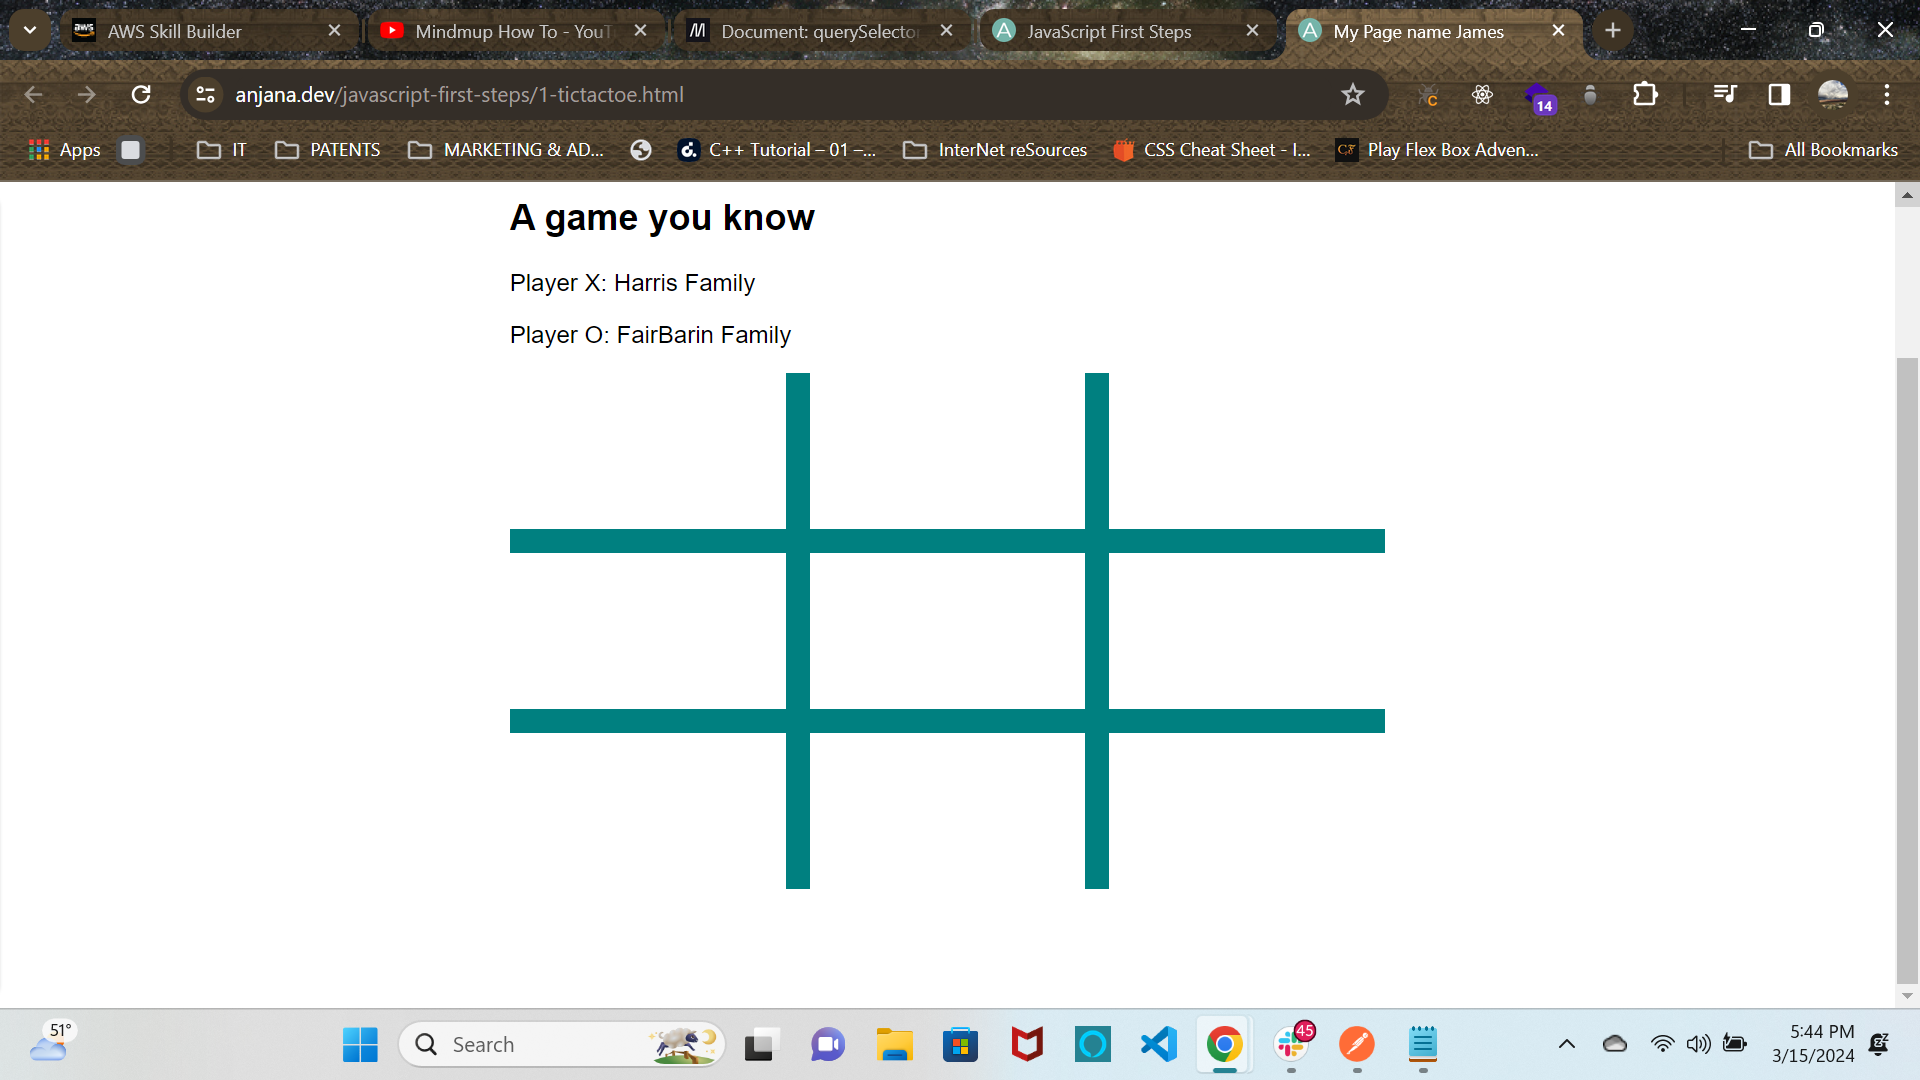 AWS Skill Builder
Mindmup How To - YouT
Document: querySelecto
JavaScript First Steps
My Page name James
anjana.dev/javascript-first-steps/1-tictactoe.html
14
Apps
IT
PATENTS
MARKETING & AD...
C++ Tutorial – 01 –...
InterNet reSources
CSS Cheat Sheet - I...
Play Flex Box Adven...
All Bookmarks
A game you know
Player X: Harris Family
Player O: FairBarin Family
51°
Search
45
5:44 PM
3/15/2024